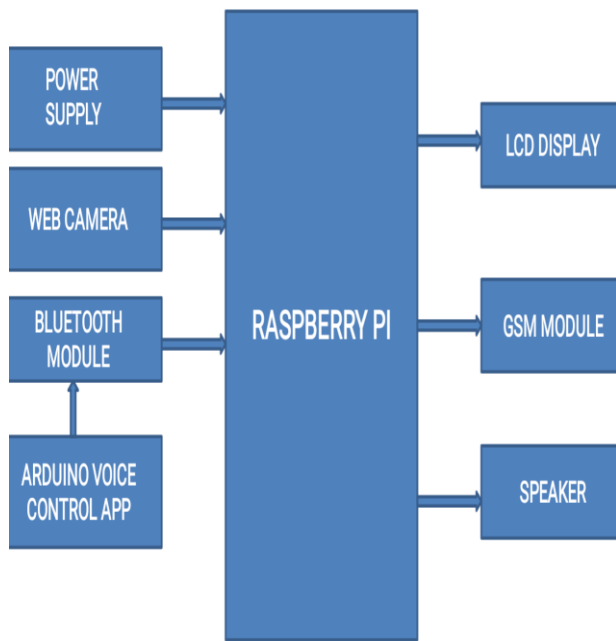 POWER
SUPPLY
WEB CAMERA
BLUETOOTH
MODULE
ARDUINO VOICE
CONTROL APP
RASPBERRY PI
LCD DISPLAY
GSM MODULE
SPEAKER